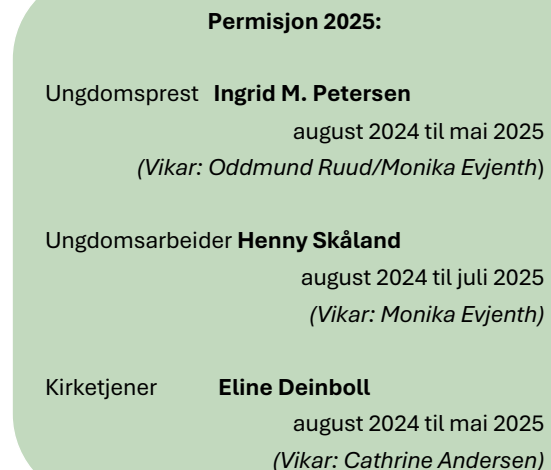 Permisjon 2025:
Ungdomsprest Ingrid M. Petersen
august 2024 til mai 2025
(Vikar: Oddmund Ruud/Monika Evjenth)
Ungdomsarbeider Henny Skåland
august 2024 til juli 2025
(Vikar: Monika Evjenth)
Kirketjener Eline Deinboll
august 2024 til mai 2025
(Vikar: Cathrine Andersen)